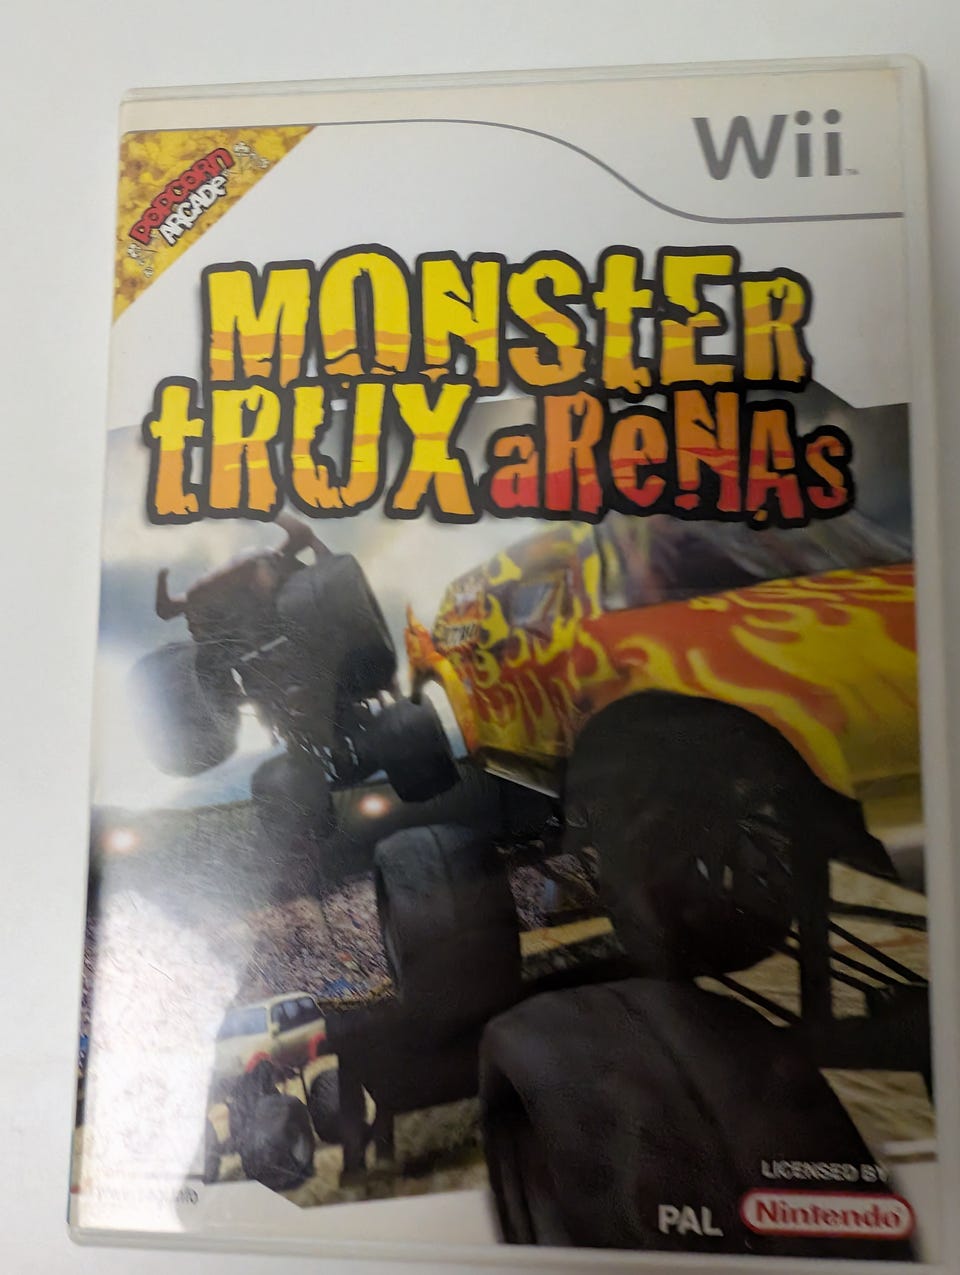 Wii
POPCORN
ARCADE
MONSTER
tRUX aReNAs
LICENSED BY
PAL Nintendo